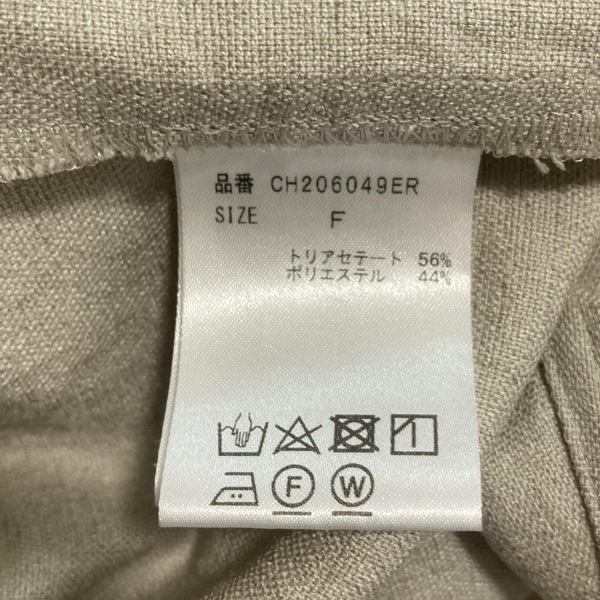 品番 CH206049ER
SIZE F
トリアセテート 56%
ポリエステル 44%
F W